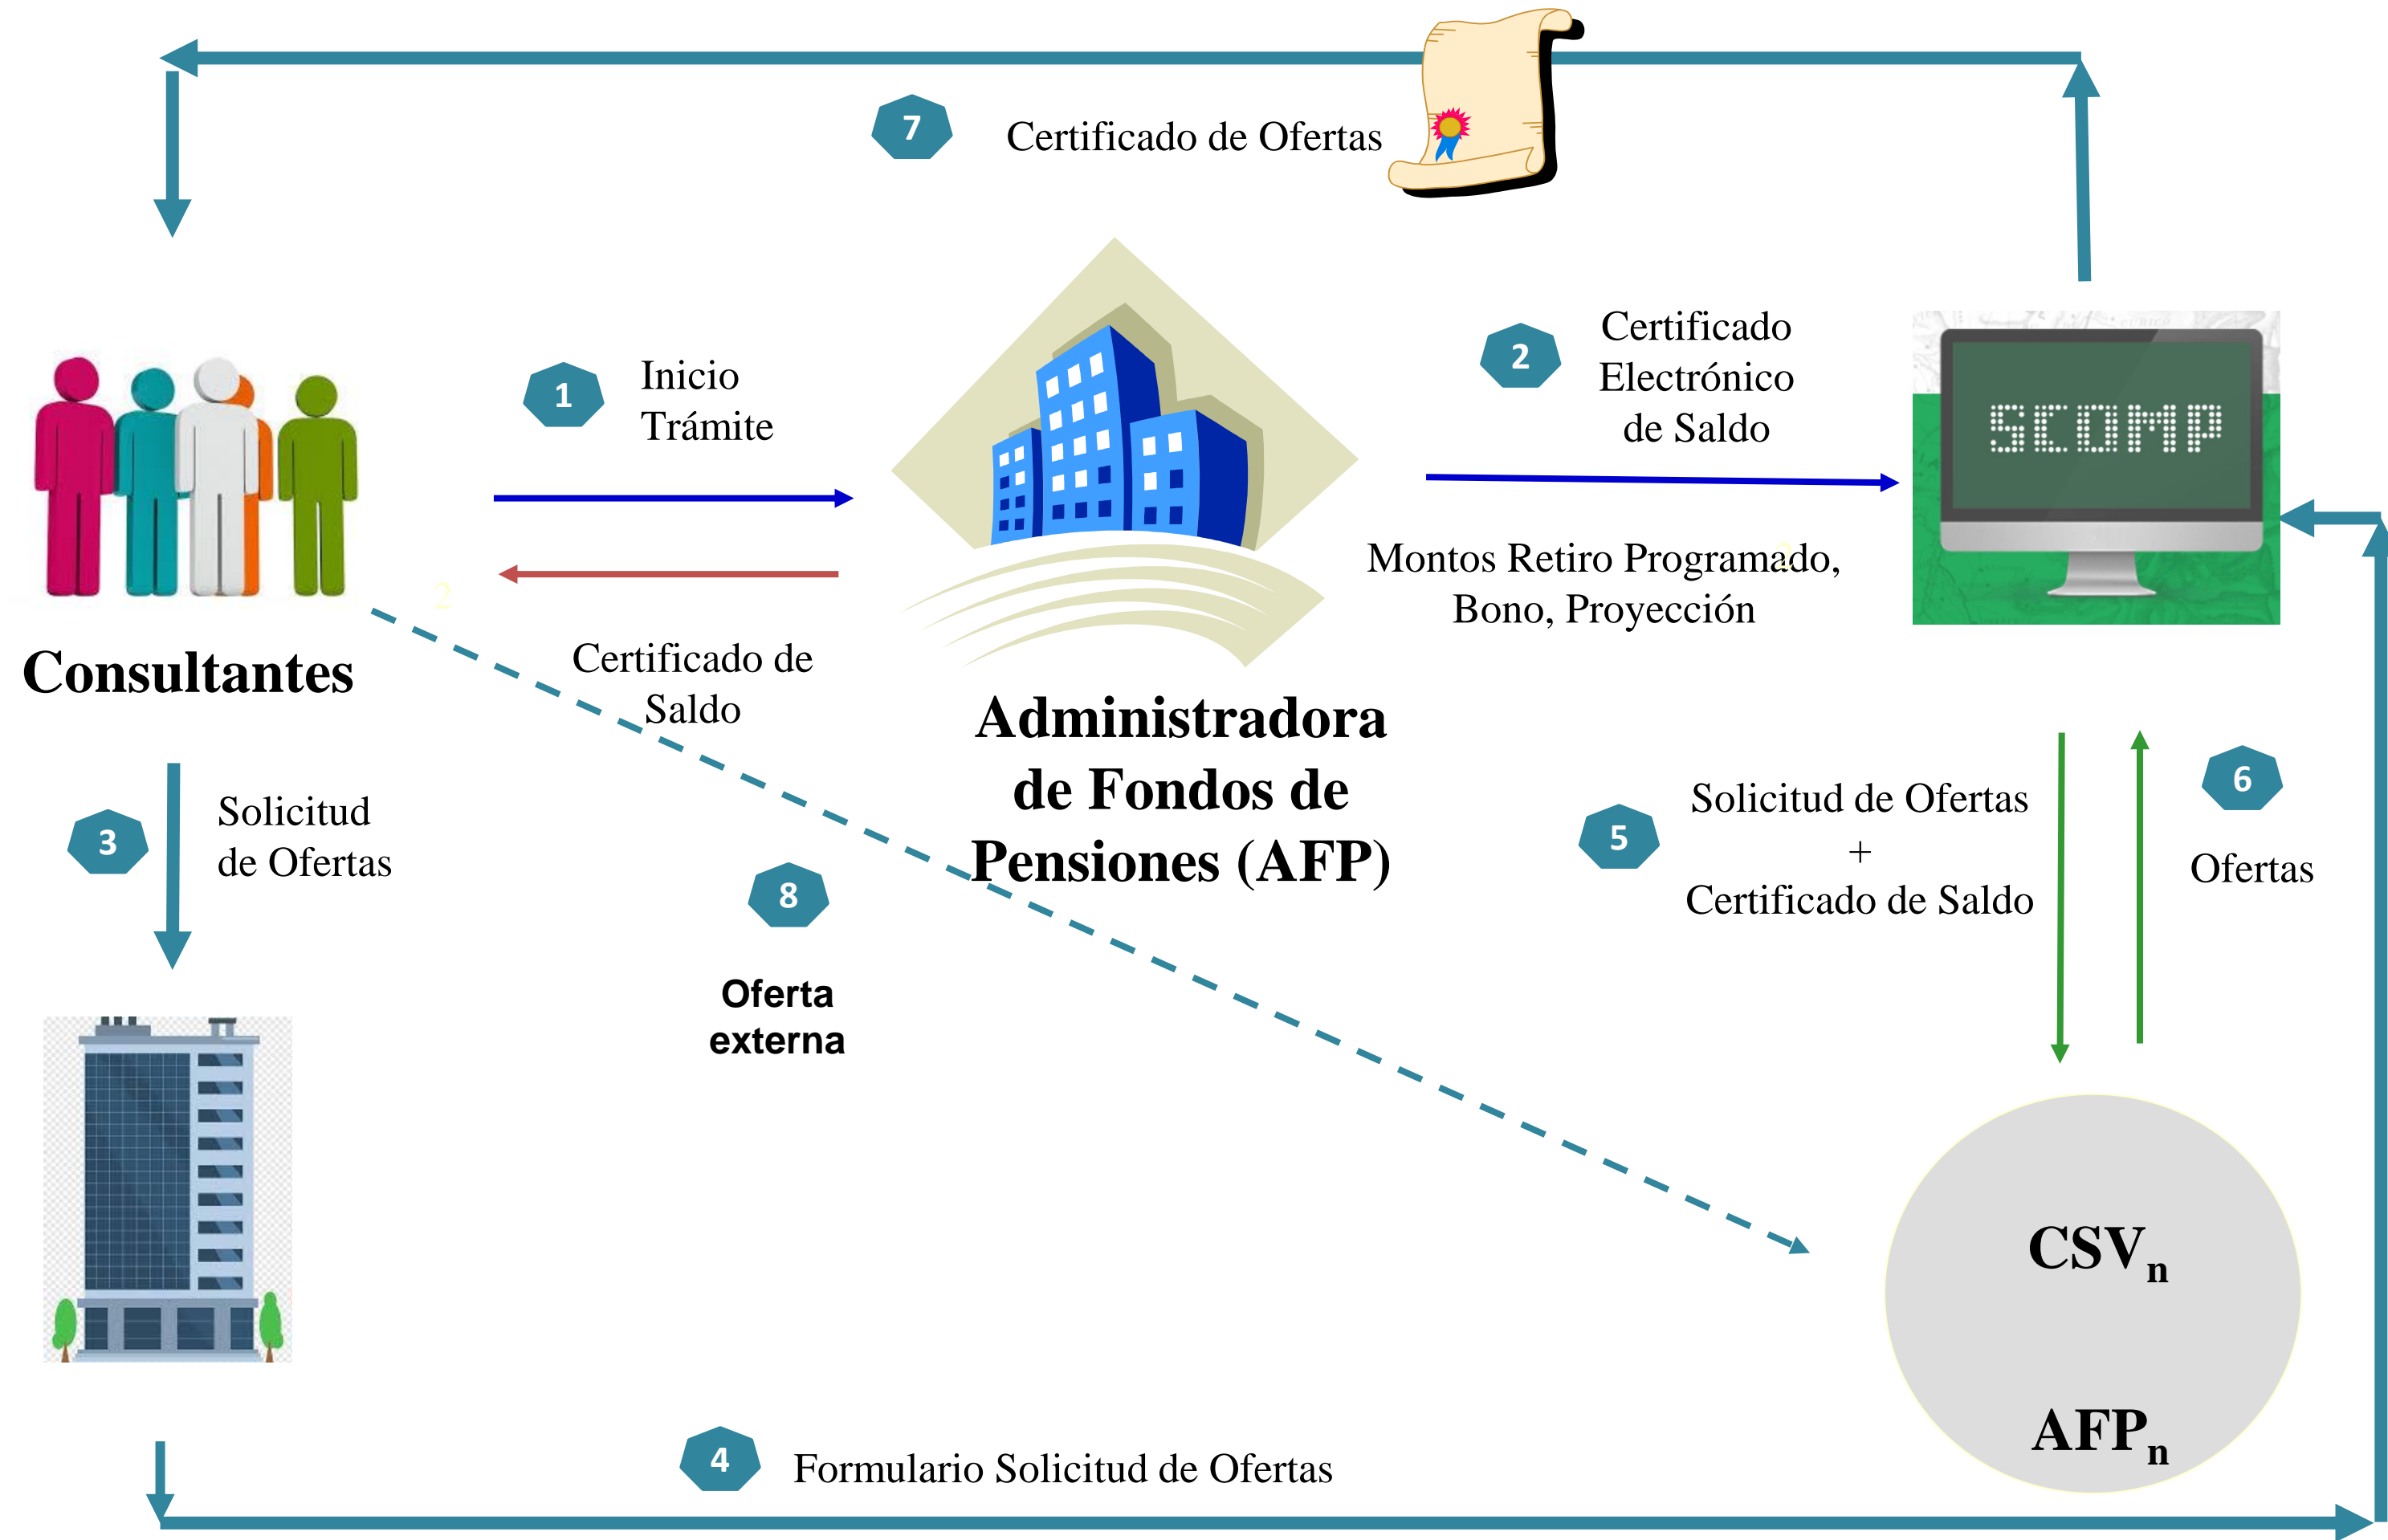 7
Certificado de Ofertas
1
Inicio
Trámite
2
Certificado
Electrónico
de Saldo
SCOMP
Montos Retiro Programado,
Bono, Proyección
2
2
Consultantes
Certificado de
Saldo
Administradora
de Fondos de
Pensiones (AFP)
3
Solicitud
de Ofertas
8
Oferta
externa
5
Solicitud de Ofertas
+
Certificado de Saldo
6
Ofertas
CSVn
AFPn
4
Formulario Solicitud de Ofertas